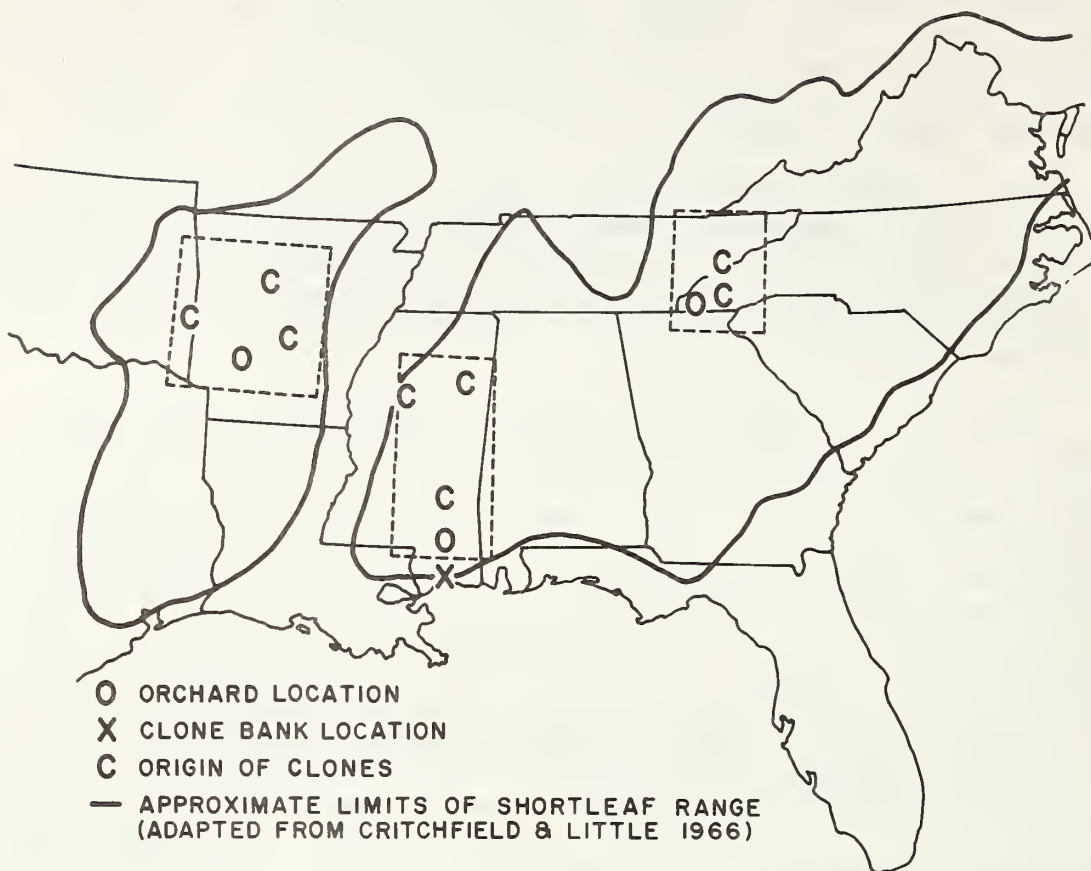 C
C
C
C
C
O
O
C
C
C
O
X
O ORCHARD LOCATION
X CLONE BANK LOCATION
C ORIGIN OF CLONES
— APPROXIMATE LIMITS OF SHORTLEAF RANGE
(ADAPTED FROM CRITCHFIELD & LITTLE 1966)